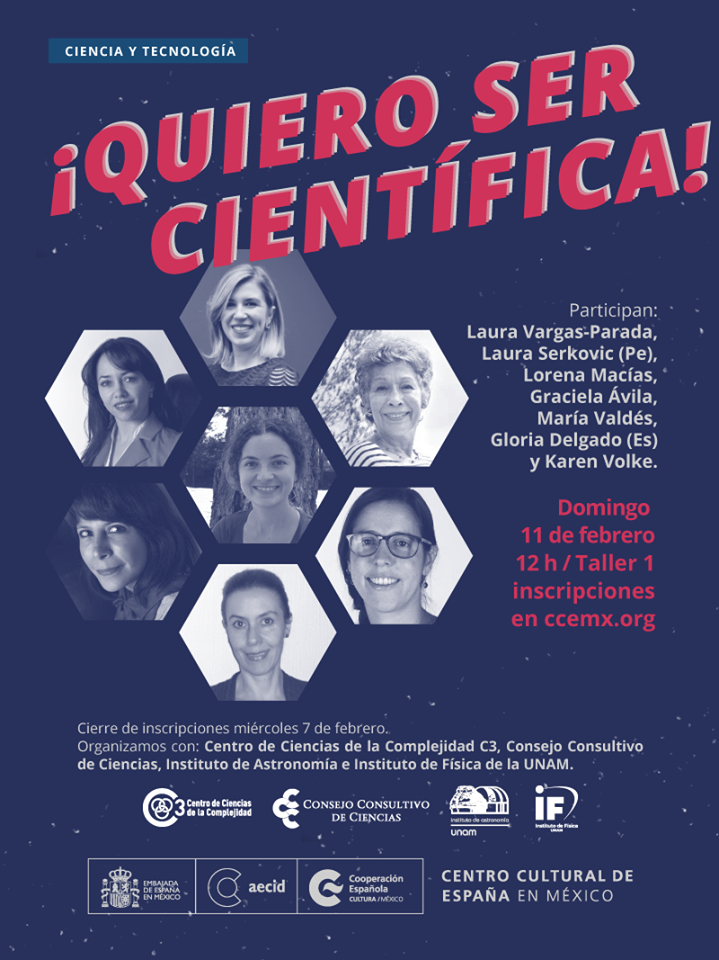 CIENCIA Y TECNOLOGÍA
¡QUIERO SER
CIENTÍFICA!
Participan:
Laura Vargas-Parada,
Laura Serkovic (Pe),
Lorena Macías,
Graciela Ávila,
María Valdés,
Gloria Delgado (Es)
y Karen Volke.
Domingo
11 de febrero
12 h / Taller 1
inscripciones
en ccemx.org
Cierre de inscripciones miércoles 7 de febrero.
Organizamos con: Centro de Ciencias de la Complejidad C3, Consejo Consultivo
de Ciencias, Instituto de Astronomía e Instituto de Física de la UNAM.
C3 Centro de Ciencias
de la Complejidad
CONSEJO CONSULTIVO
DE CIENCIAS
instituto de astronomía
unam
iF
Instituto de Física
UNAM
EMBAJADA
DE ESPAÑA
EN MÉXICO
aecid
Cooperación
Española
CULTURA / MÉXICO
CENTRO CULTURAL DE
ESPAÑA EN MÉXICO